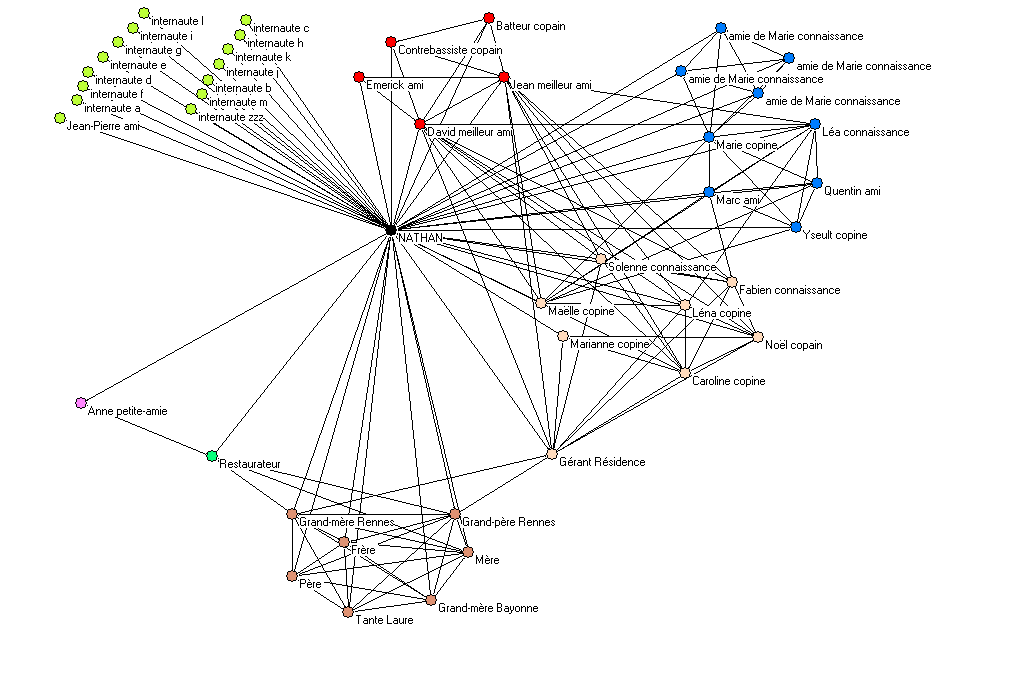 internaute l
internaute i
internaute g
internaute e
internaute d
internaute f
internaute a
Jean-Pierre ami
internaute c
internaute h
internaute k
internaute j
internaute b
internaute m
internaute zzz
Batteur copain
Contrebassiste copain
Emerick ami
Jean meilleur ami
David meilleur ami
amie de Marie connaissance
amie de Marie connaissance
amie de Marie connaissance
amie de Marie connaissance
Léa connaissance
Marie copine
Quentin ami
Marc ami
Yseult copine
NATHAN
Solenne connaissance
Fabien connaissance
Maëlle copine
Léna copine
Marianne copine
Noël copain
Caroline copine
Anne petite-amie
Restaurateur
Gérant Résidence
Grand-mère Rennes
Grand-père Rennes
Frère
Mère
Père
Grand-mère Bayonne
Tante Laure